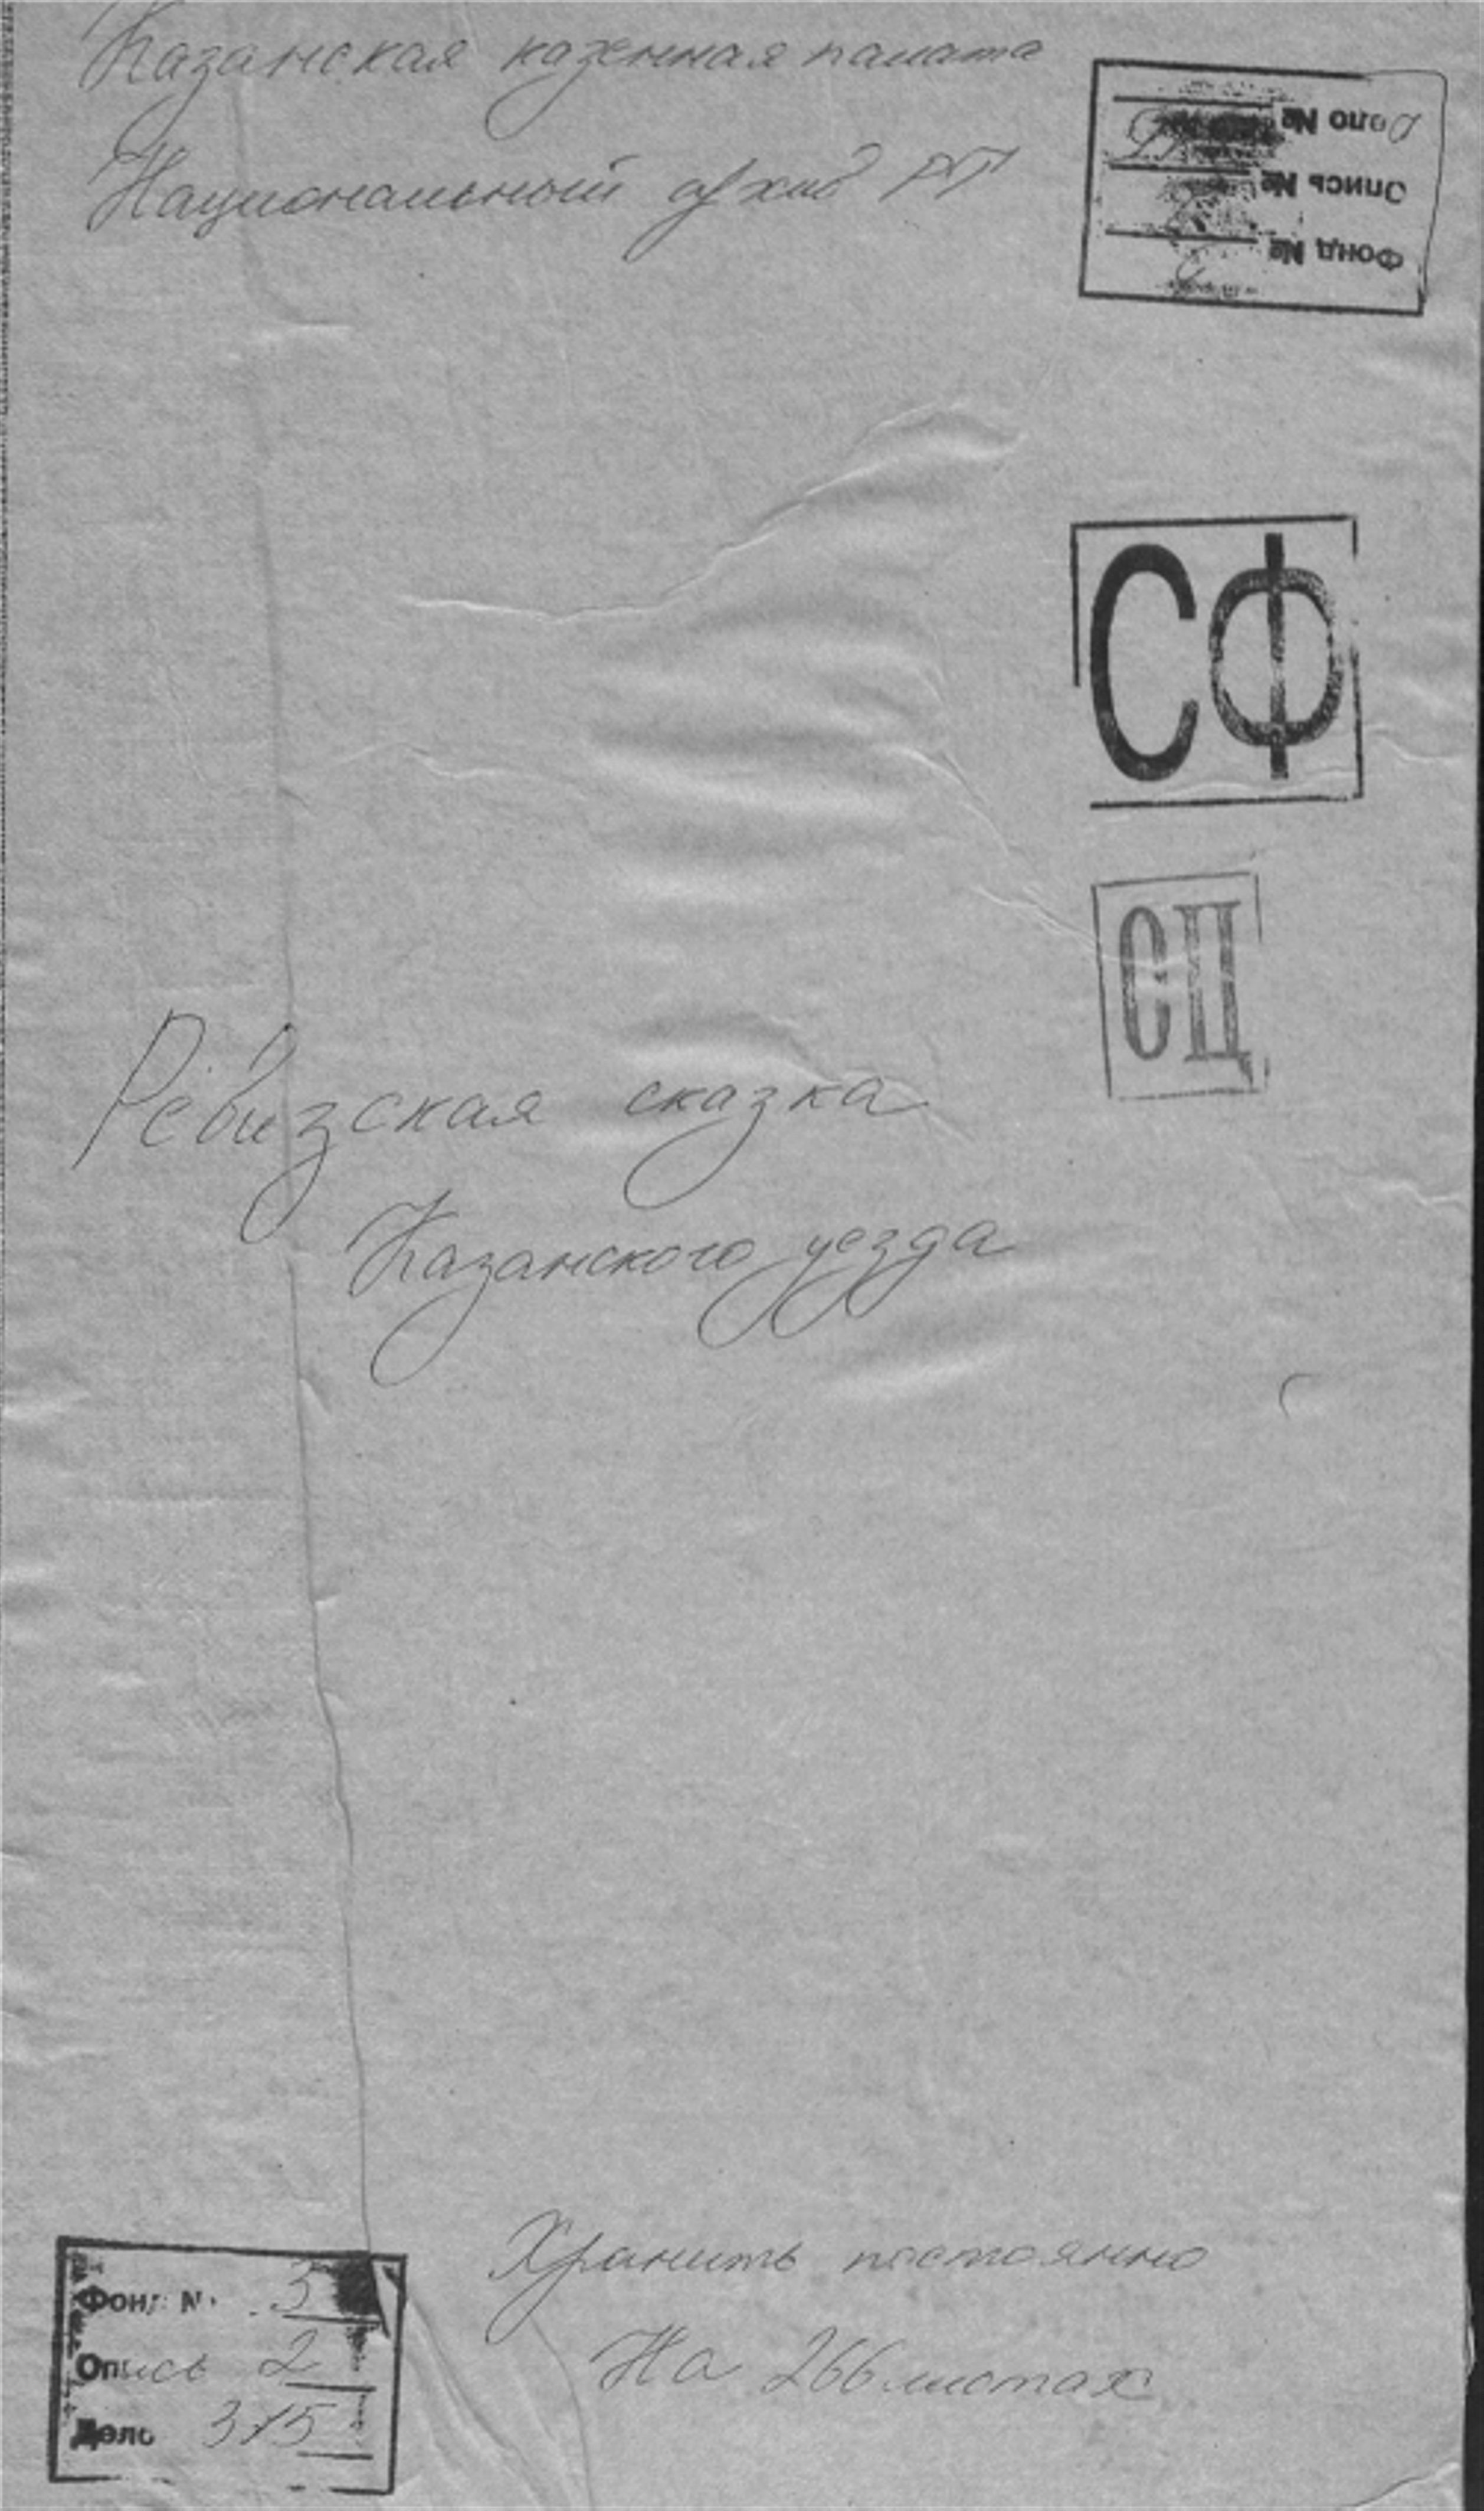 Казанская казенная палата
Национальный архив РТ
Дело №
Опись №
Фонд №
СФ
СЦ
Ревизская сказка
Казанского уезда
Хранить постоянно
На 266 листах
Фонд № 3
Опись 2
Дело 315